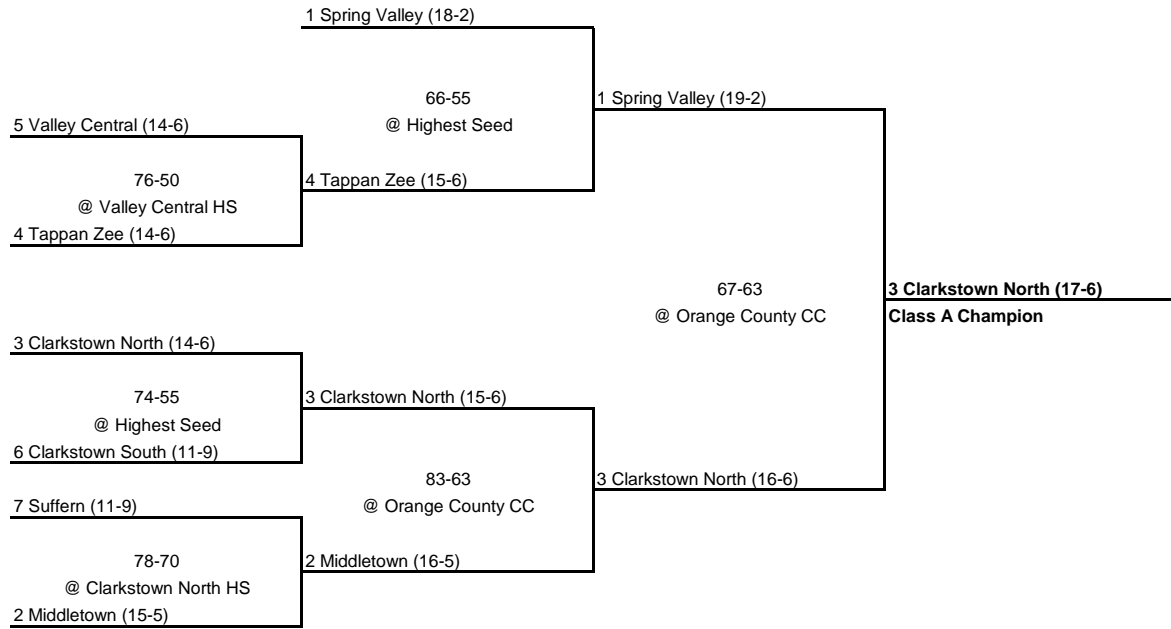 1 Spring Valley (18-2)
66-55
@ Highest Seed
1 Spring Valley (19-2)
5 Valley Central (14-6)
76-50
@ Valley Central HS
4 Tappan Zee (15-6)
4 Tappan Zee (14-6)
67-63
@ Orange County CC
3 Clarkstown North (17-6)
Class A Champion
3 Clarkstown North (14-6)
74-55
@ Highest Seed
3 Clarkstown North (15-6)
6 Clarkstown South (11-9)
83-63
@ Orange County CC
3 Clarkstown North (16-6)
7 Suffern (11-9)
78-70
@ Clarkstown North HS
2 Middletown (16-5)
2 Middletown (15-5)